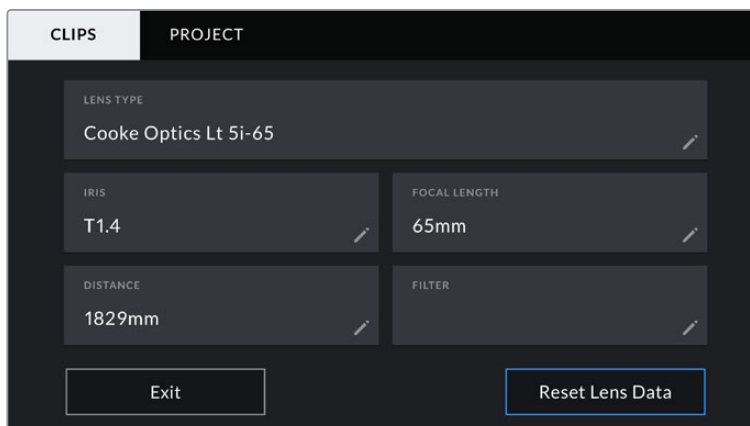 CLIPS PROJECT
LENS TYPE
Cooke Optics Lt 5i-65
IRIS
T1.4
FOCAL LENGTH
65mm
DISTANCE
1829mm
FILTER
Exit
Reset Lens Data